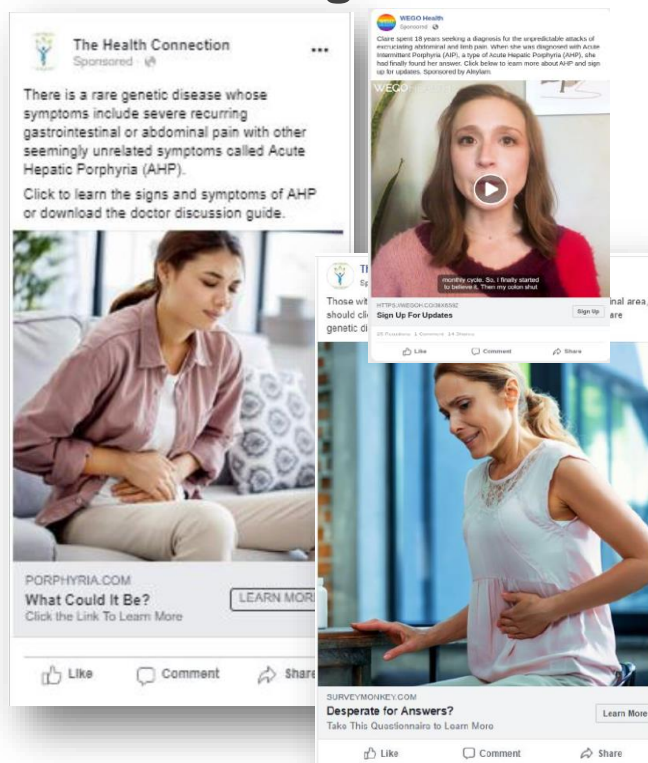 The Health Connection
Sponsored
There is a rare genetic disease whose
symptoms include severe recurring
gastrointestinal or abdominal pain with other
seemingly unrelated symptoms called Acute
Hepatic Porphyria (AHP).
Click to learn the signs and symptoms of AHP
or download the doctor discussion guide.
PORPHYRIA.COM
What Could It Be?
LEARN MOR
Click the Link To Learn More
Like Comment Share
WEGO Health
Sponsored
Claire spent 18 years seeking a diagnosis for the unpredictable attacks of
excruciating abdominal and limb pain. When she was diagnosed with Acute
Intermittent Porphyria (AIP), a type of Acute Hepatic Porphyria (AHP), she
had finally found her answer. Click below to learn more about AHP and sign
up for updates. Sponsored by Alnylam.
WEGO
monthly cycle. So, I finally started
to believe it. Then my colon shut
Sign Up For Updates
Sign Up
1 Comment
Like Comment Share
Those wit
inal area,
should cli
are
genetic di
SURVEYMONKEY.COM
Desperate for Answers?
Learn More
Take This Questionnaire to Learn More
Like Comment Share